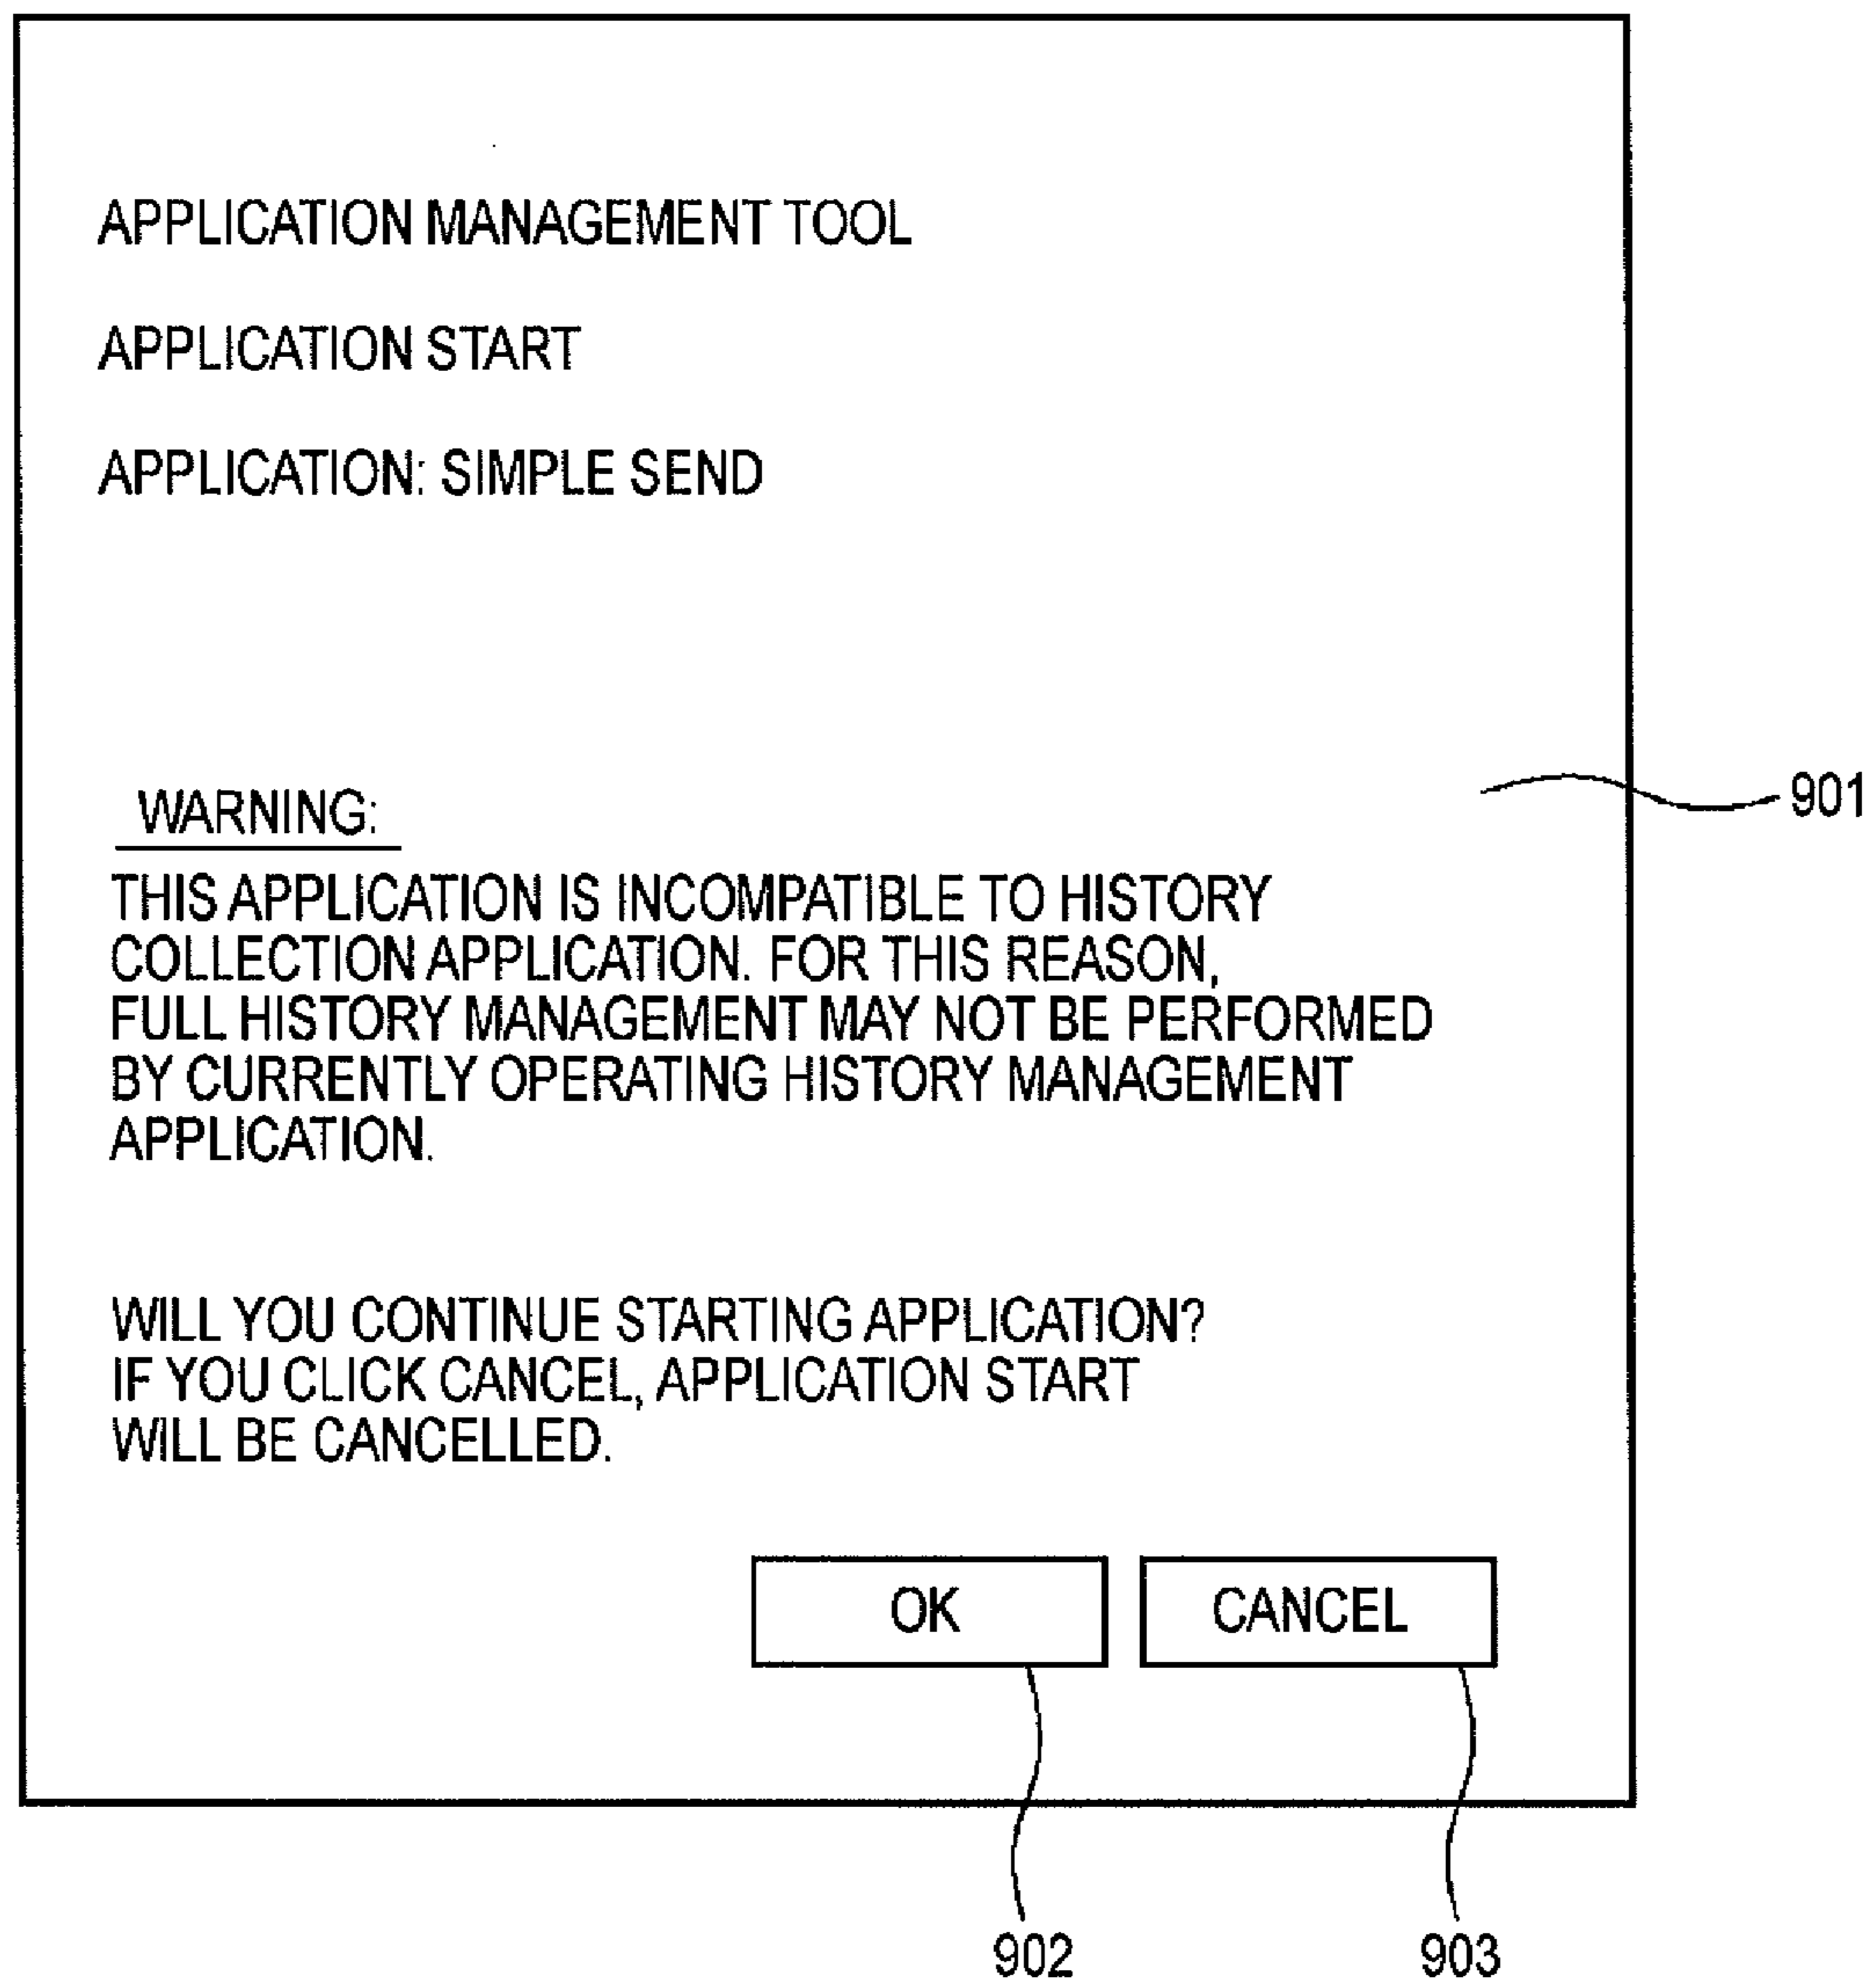 APPLICATION MANAGEMENT TOOL
APPLICATION START
APPLICATION: SIMPLE SEND
WARNING:
901
THIS APPLICATION IS INCOMPATIBLE TO HISTORY
COLLECTION APPLICATION. FOR THIS REASON,
FULL HISTORY MANAGEMENT MAY NOT BE PERFORMED
BY CURRENTLY OPERATING HISTORY MANAGEMENT
APPLICATION.
WILL YOU CONTINUE STARTING APPLICATION?
IF YOU CLICK CANCEL, APPLICATION START
WILL BE CANCELLED.
OK
CANCEL
902
903